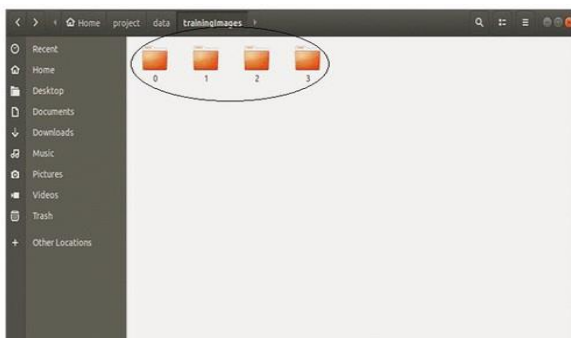 Home project data trainingImages
Recent
Home
Desktop
Documents
Downloads
Music
Pictures
Videos
Trash
Other Locations
0 1 2 3